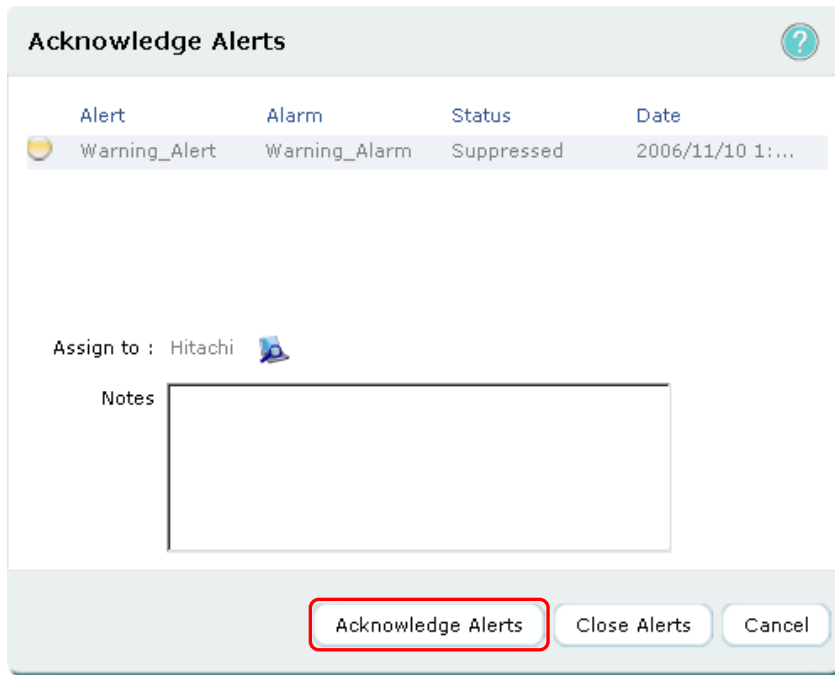 Acknowledge Alerts ?
Alert Alarm Status Date
Warning_Alert Warning_Alarm Suppressed 2006/11/10 1:...
Assign to : Hitachi
Notes
Acknowledge Alerts Close Alerts Cancel